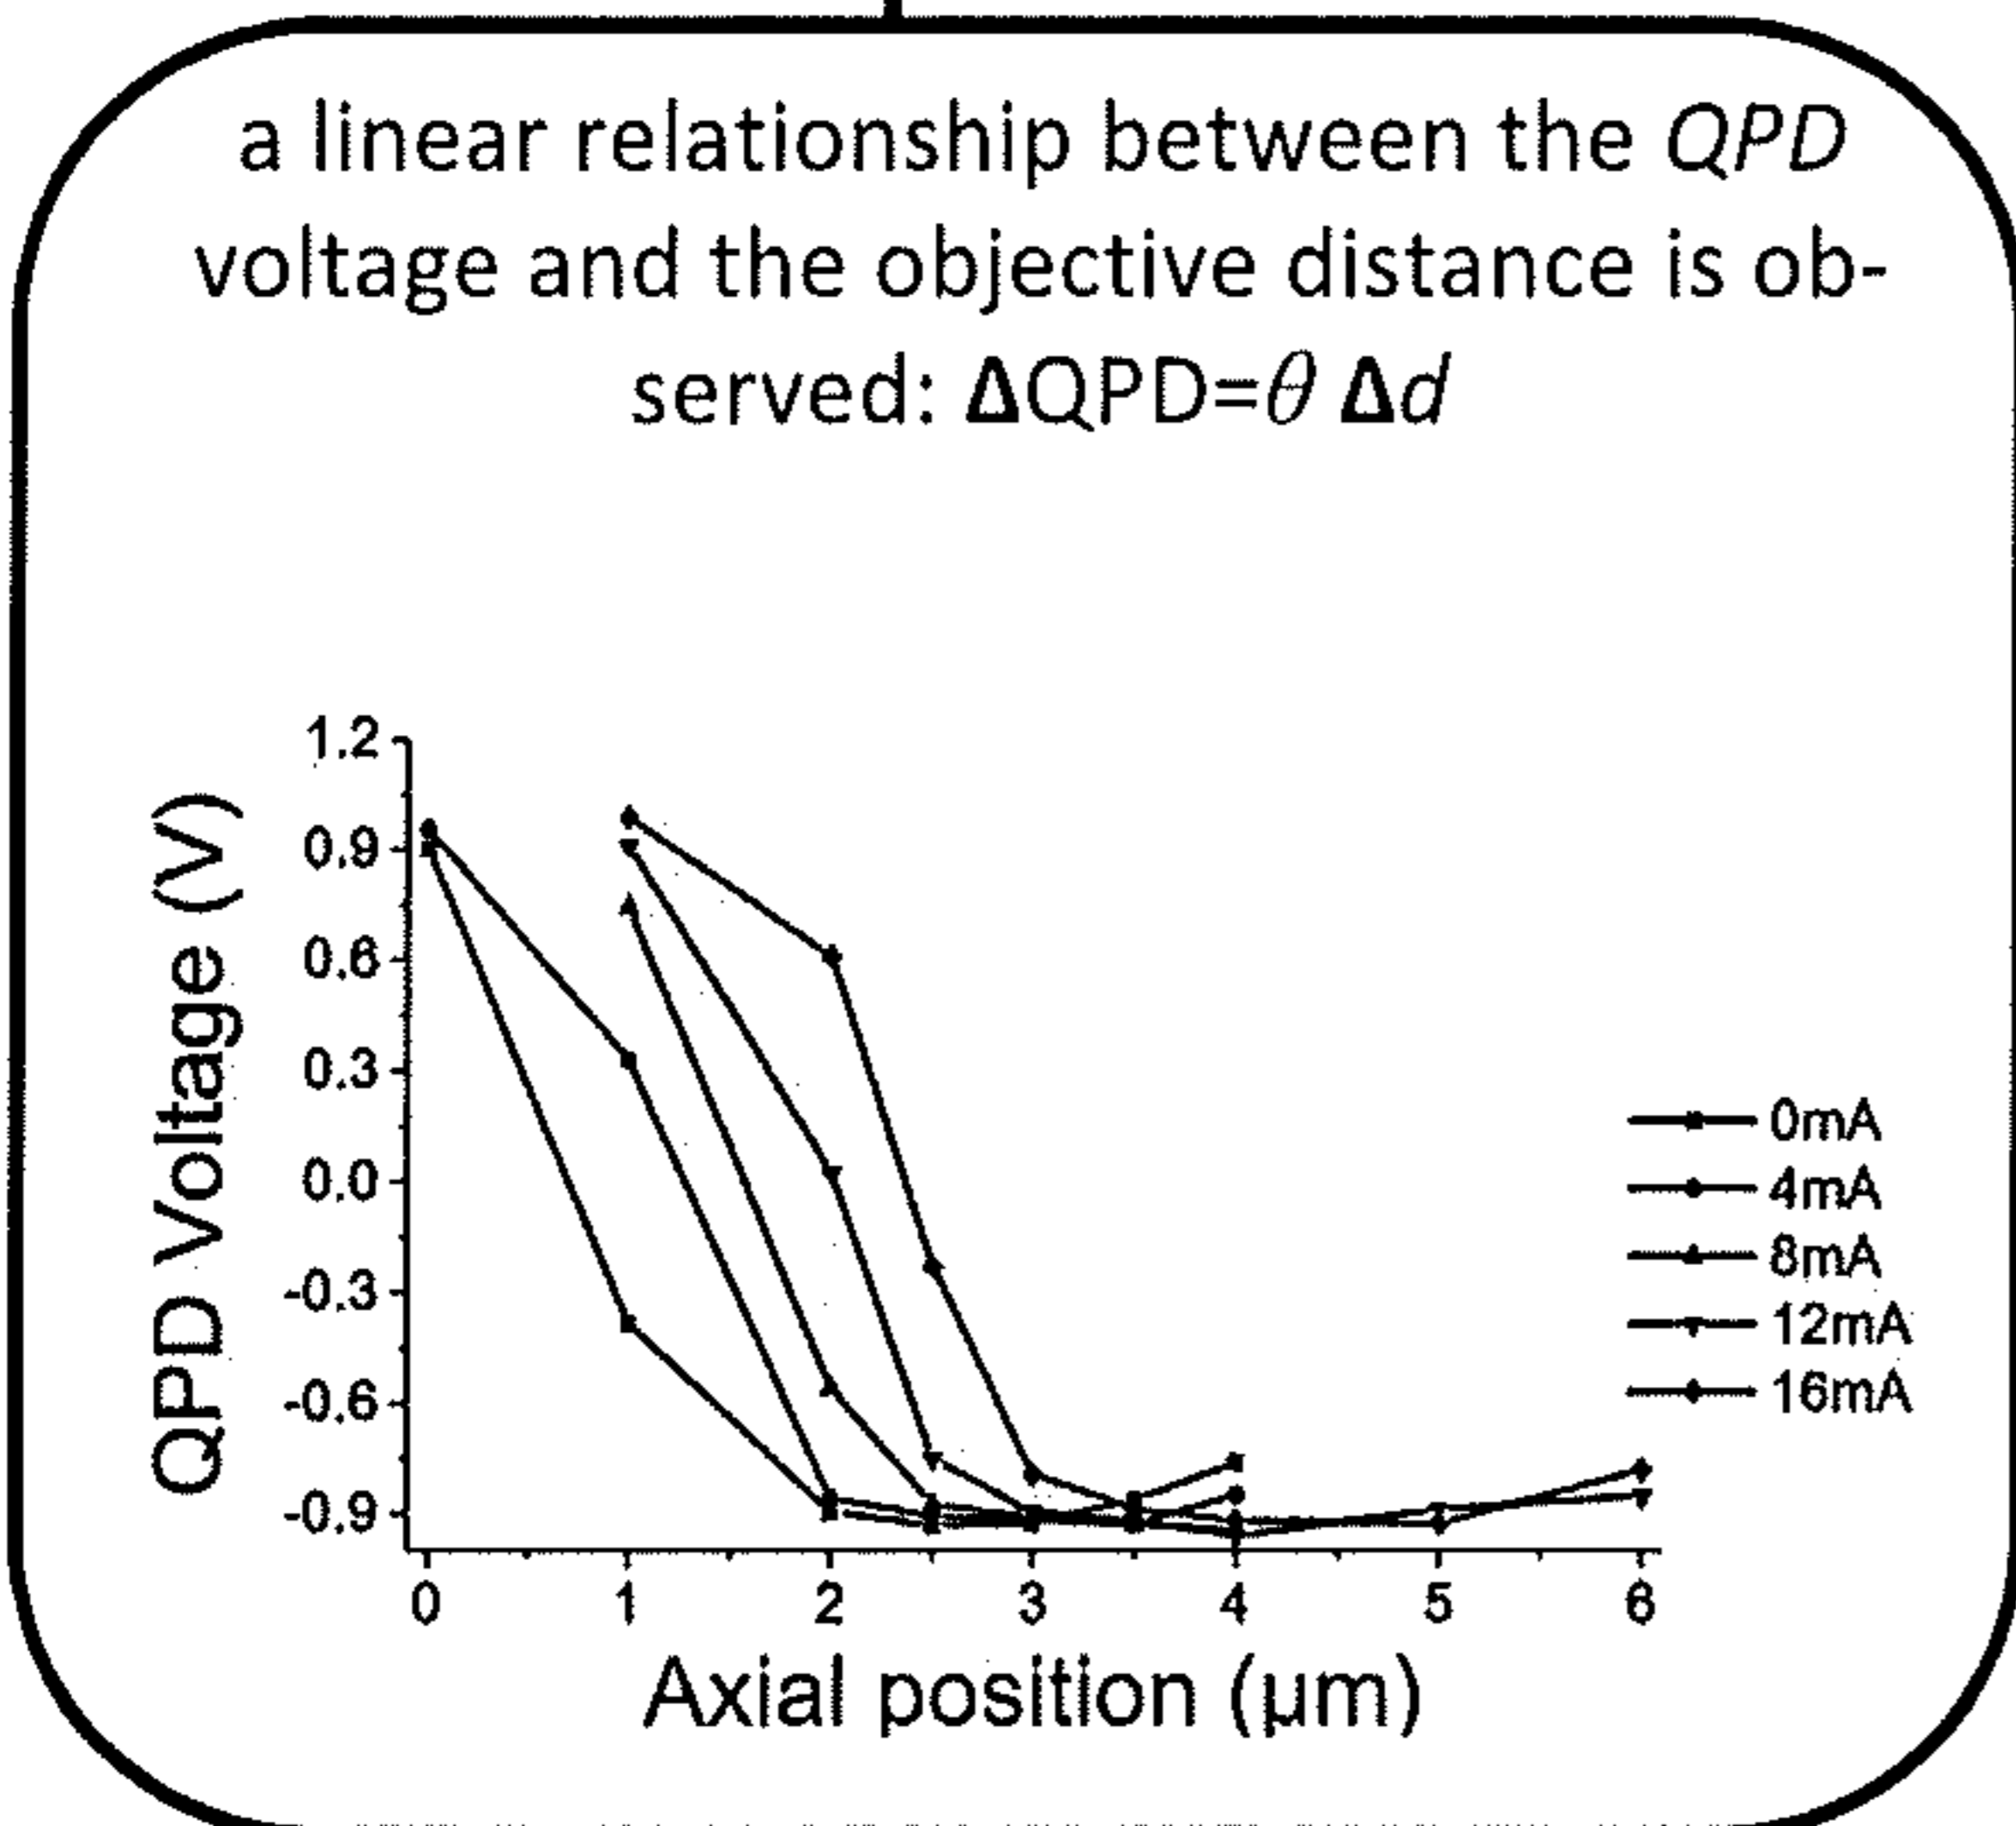 a linear relationship between the QPD
voltage and the objective distance is ob-
served: ΔQPD=θ Δd
1.2
0.9
0.6
0.3
0.0
-0.3
-0.6
-0.9
QPD Voltage (V)
0mA
4mA
8mA
12mA
16mA
0 1 2 3 4 5 6
Axial position (μm)